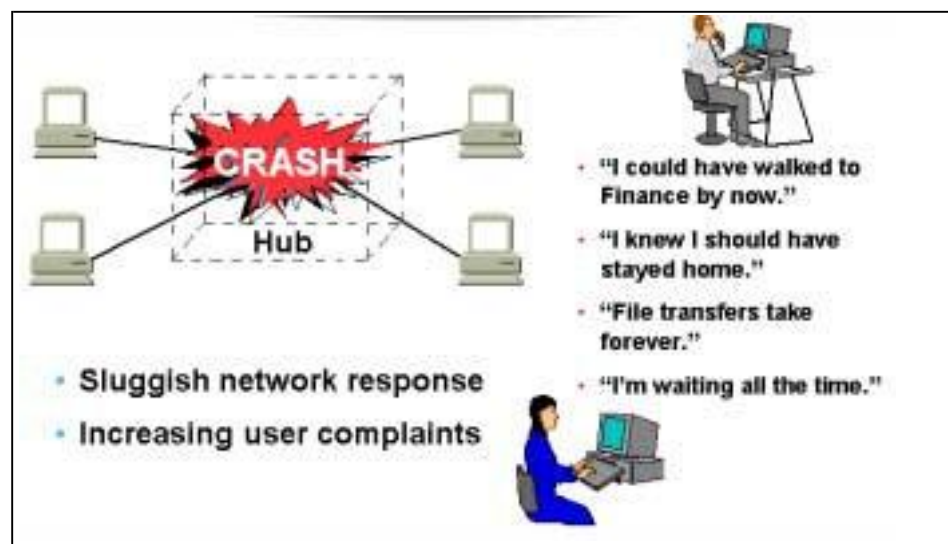 CRASH
Hub
• Sluggish network response
• Increasing user complaints
• “I could have walked to
Finance by now.”
• “I knew I should have
stayed home.”
• “File transfers take
forever.”
• “I’m waiting all the time.”